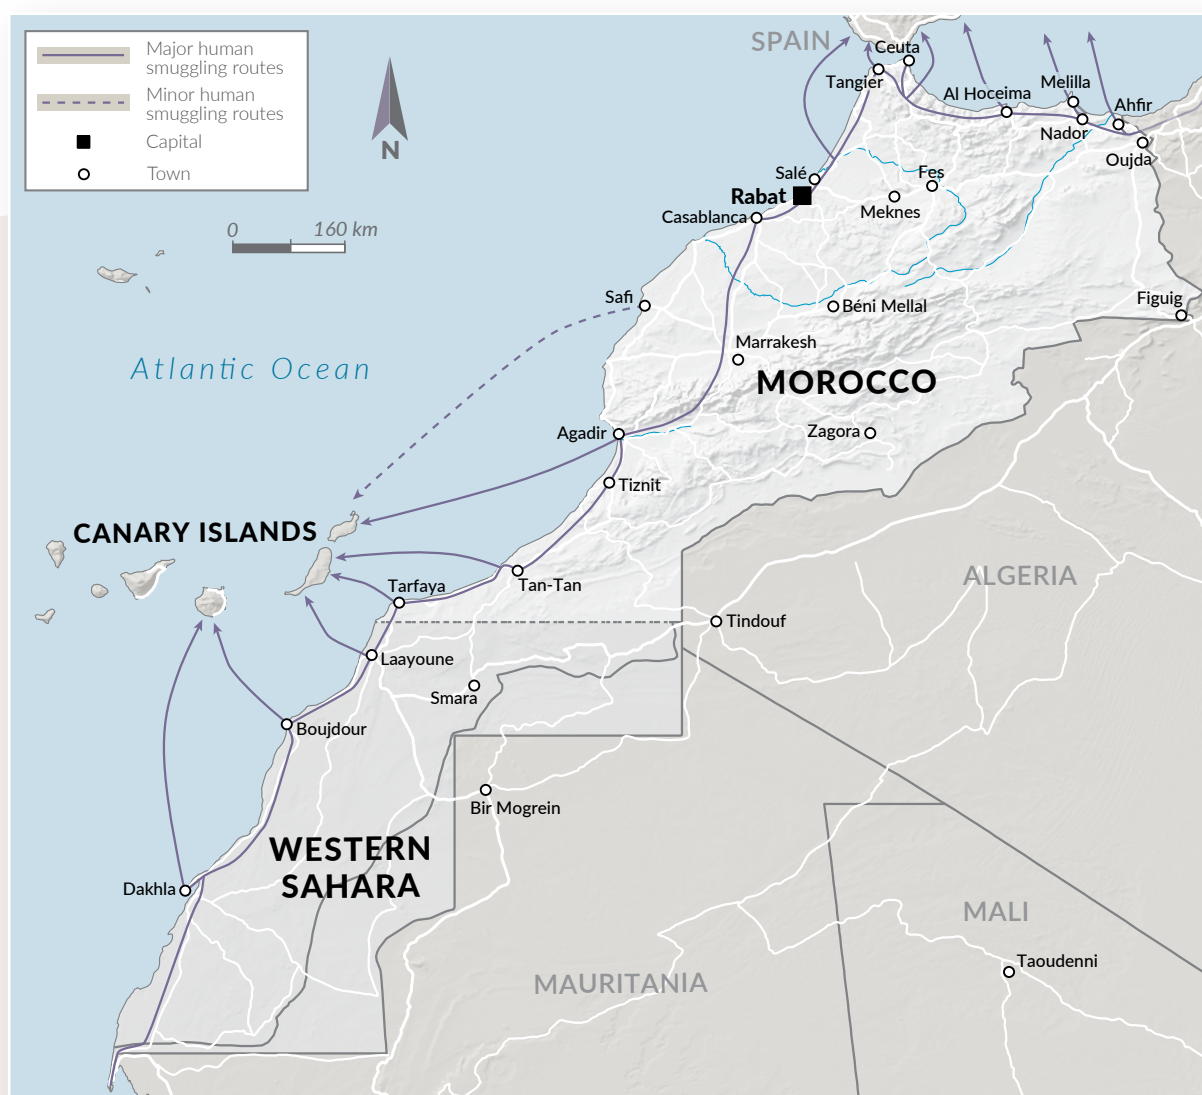 Major human
smuggling routes
Minor human
smuggling routes
Capital
Town
N
0 160 km
SPAIN
Ceuta
Tangier
Al Hoceima
Melilla
Ahfir
Nador
Oujda
Salé
Fes
Rabat
Meknes
Casablanca
Safi
Béni Mellal
Figuig
Marrakesh
Atlantic Ocean
MOROCCO
Agadir
Zagora
Tiznit
CANARY ISLANDS
Tarfaya
Tan-Tan
ALGERIA
Tindouf
Laayoune
Smara
Boujdour
Bir Mogrein
WESTERN
SAHARA
Dakhla
MALI
Taoudenni
MAURITANIA